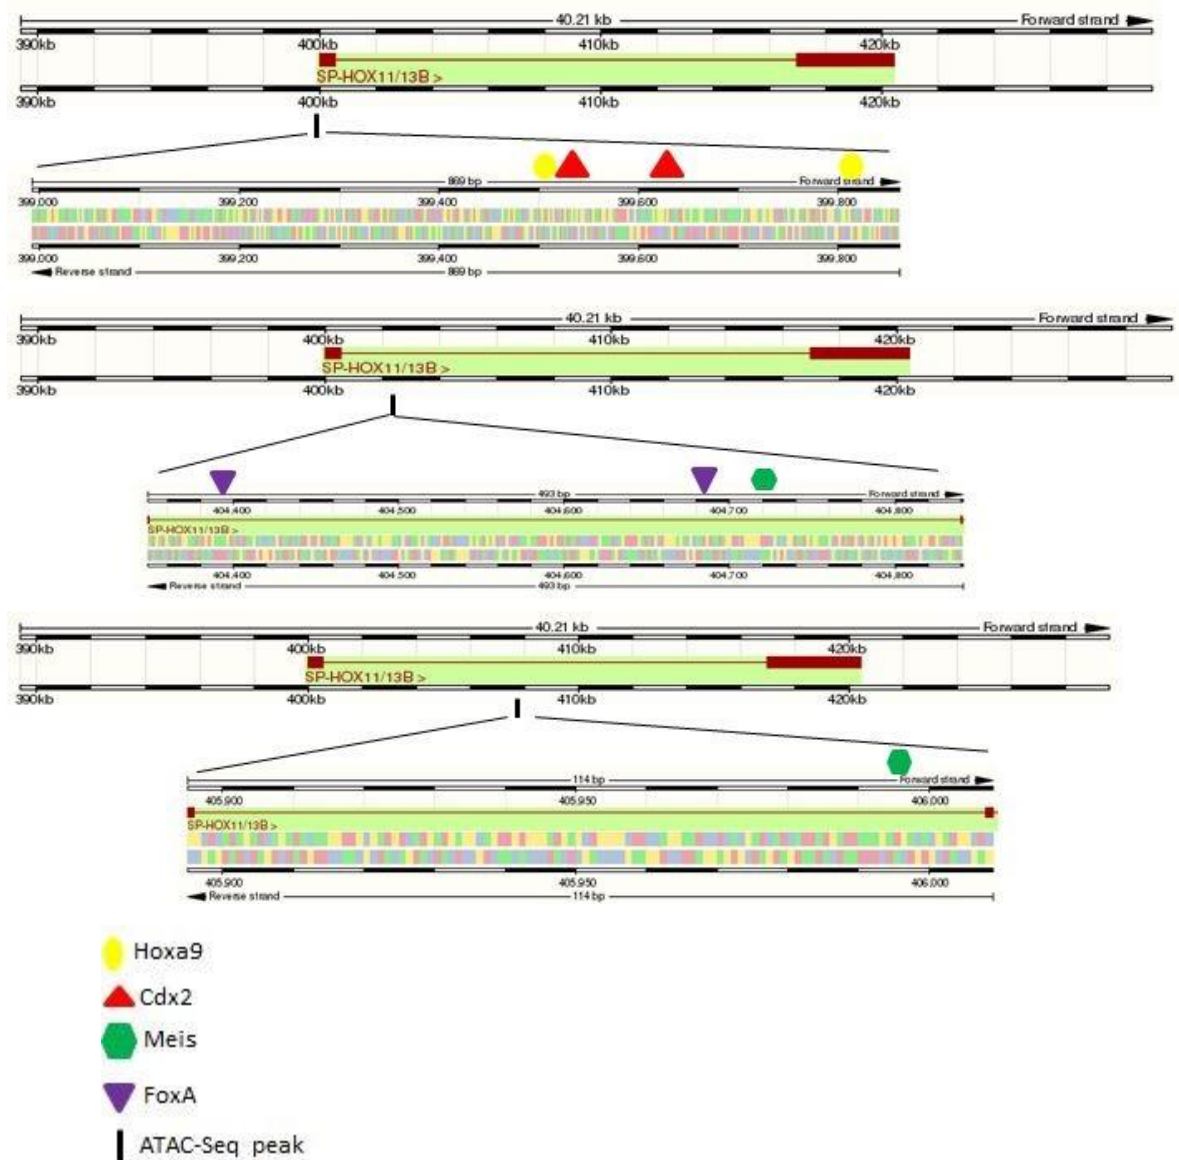 40.21 kb Forward strand
390kb 400kb 410kb 420kb
SP-HOX11/13B >
390kb 400kb 410kb 420kb
869 bp Forward strand
399,000 399,200 399,400 399,600 399,800
399,000 399,200 399,400 399,600 399,800
Reverse strand 869 bp
40.21 kb Forward strand
390kb 400kb 410kb 420kb
SP-HOX11/13B >
390kb 400kb 410kb 420kb
493 bp Forward strand
404,400 404,500 404,600 404,700 404,800
SP-HOX11/13B >
404,400 404,500 404,600 404,700 404,800
Reverse strand 493 bp
40.21 kb Forward strand
390kb 400kb 410kb 420kb
SP-HOX11/13B >
390kb 400kb 410kb 420kb
114 bp Forward strand
405,900 405,950 406,000
SP-HOX11/13B >
405,900 405,950 406,000
Reverse strand 114 bp
Hoxa9
Cdx2
Meis
FoxA
ATAC-Seq peak